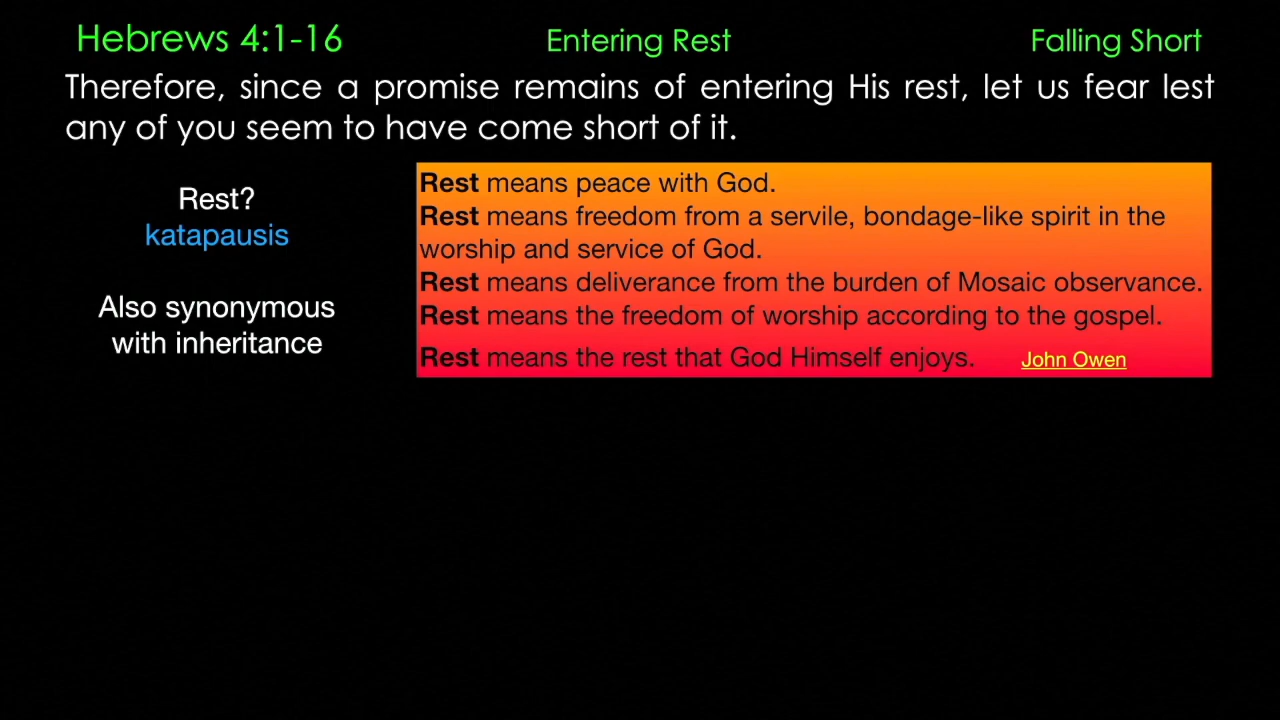 Hebrews 4:1-16 Entering Rest Falling Short
Therefore, since a promise remains of entering His rest, let us fear lest
any of you seem to have come short of it.
Rest?
katapausis
Also synonymous
with inheritance
Rest means peace with God.
Rest means freedom from a servile, bondage-like spirit in the
worship and service of God.
Rest means deliverance from the burden of Mosaic observance.
Rest means the freedom of worship according to the gospel.
Rest means the rest that God Himself enjoys. John Owen